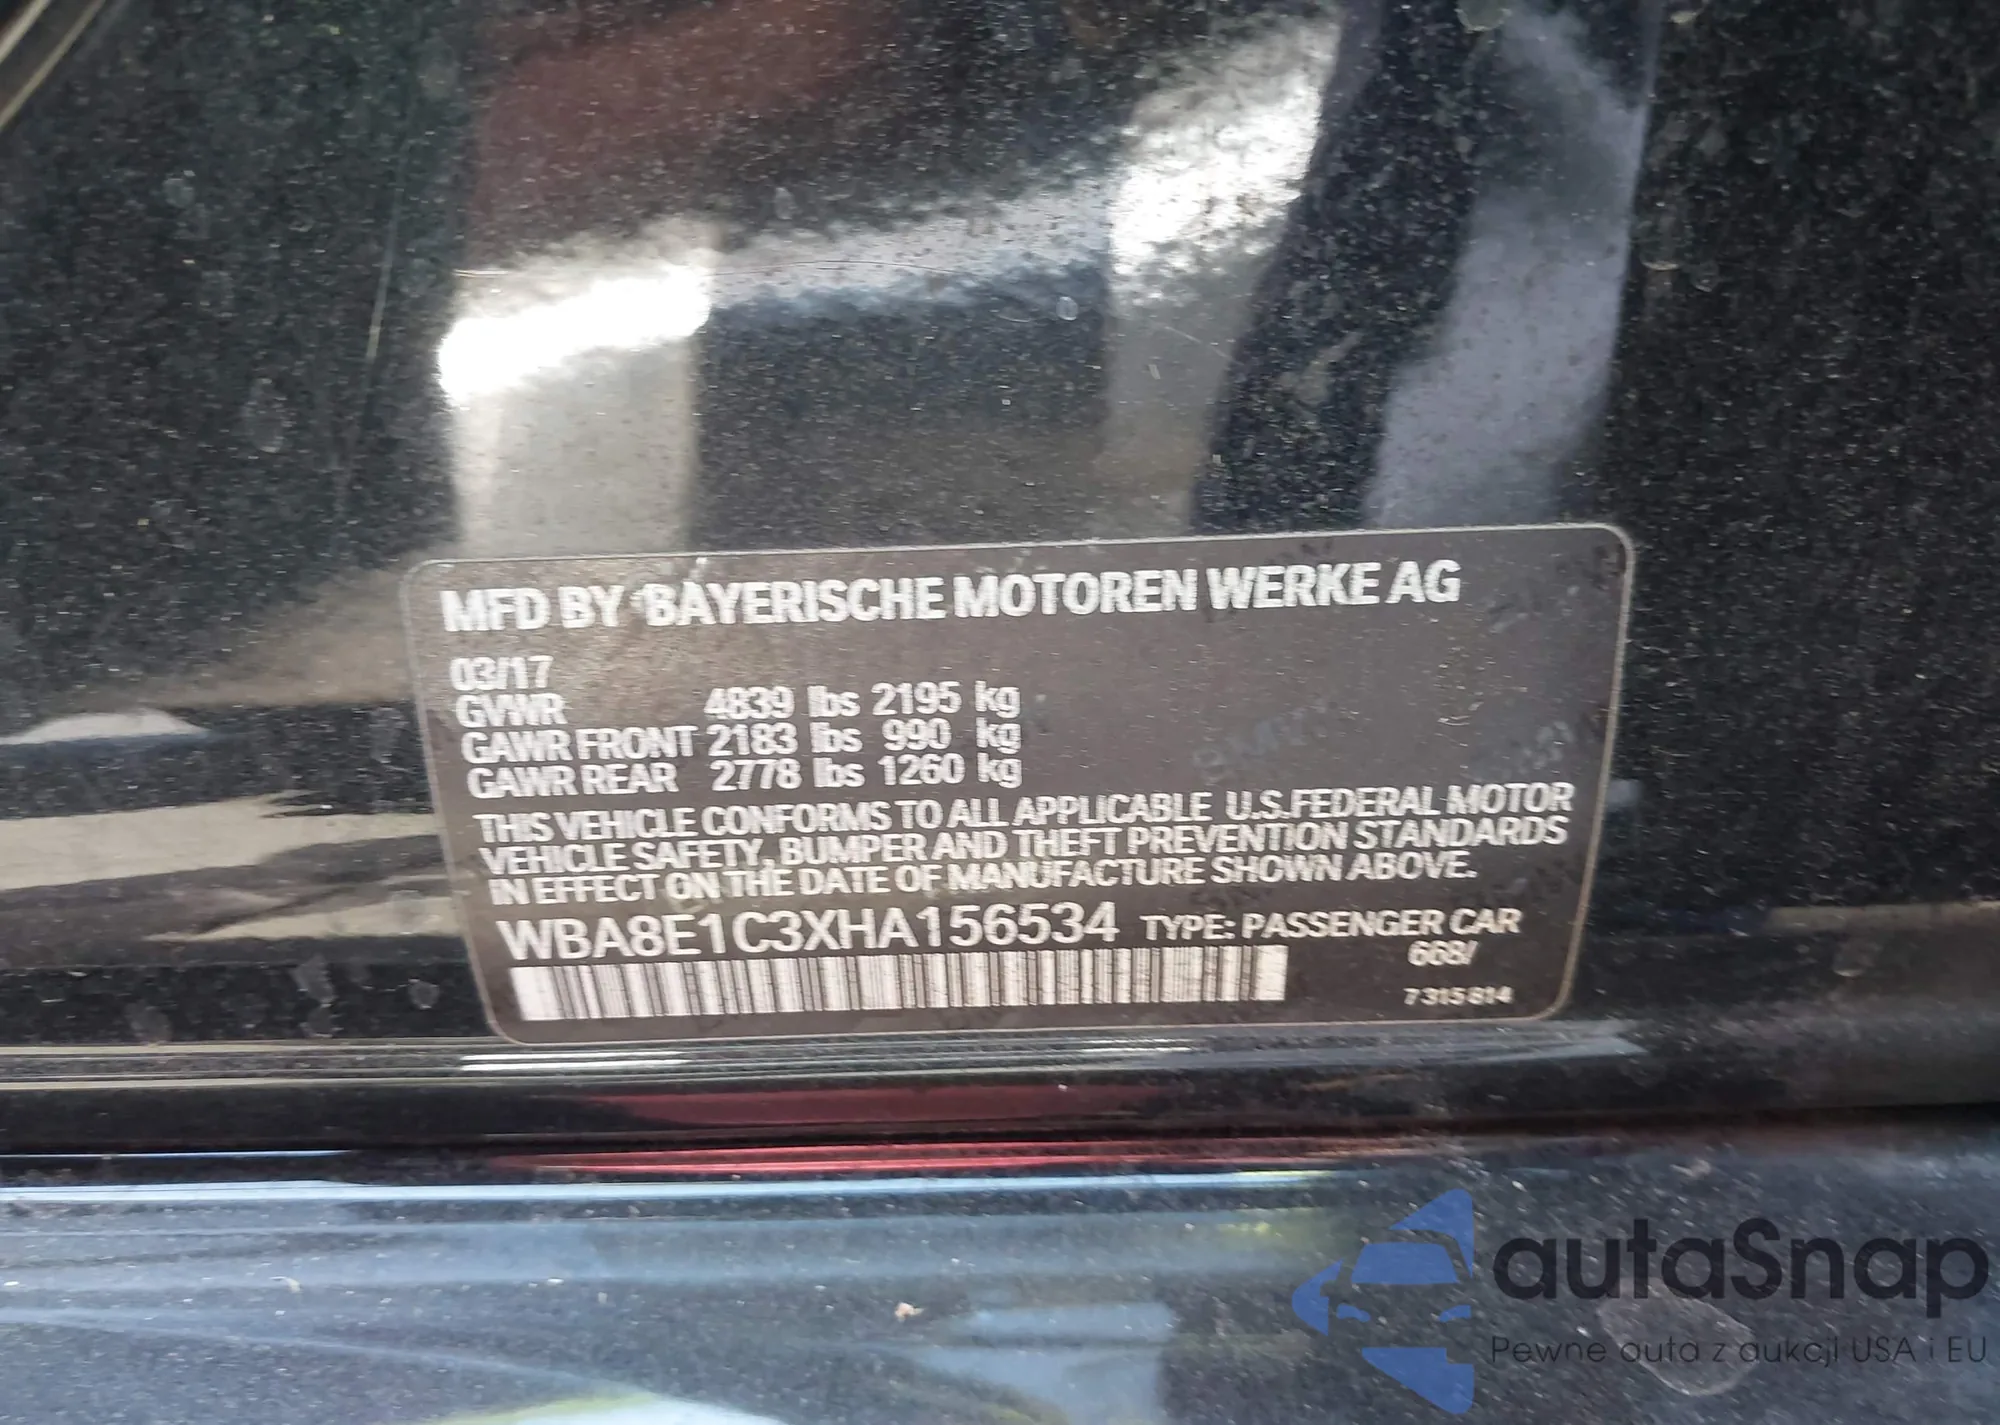 MFD BY BAYERISCHE MOTOREN WERKE AG
03/17
GVWR 4839 lbs 2195 kg
GAWR FRONT 2183 lbs 990 kg
GAWR REAR 2778 lbs 1260 kg
THIS VEHICLE CONFORMS TO ALL APPLICABLE U.S.FEDERAL MOTOR
VEHICLE SAFETY, BUMPER AND THEFT PREVENTION STANDARDS
IN EFFECT ON THE DATE OF MANUFACTURE SHOWN ABOVE.
WBA8E1C3XHA156534 TYPE: PASSENGER CAR
668/
7315814
autaSnap
Pewne auta z aukcji USA i EU